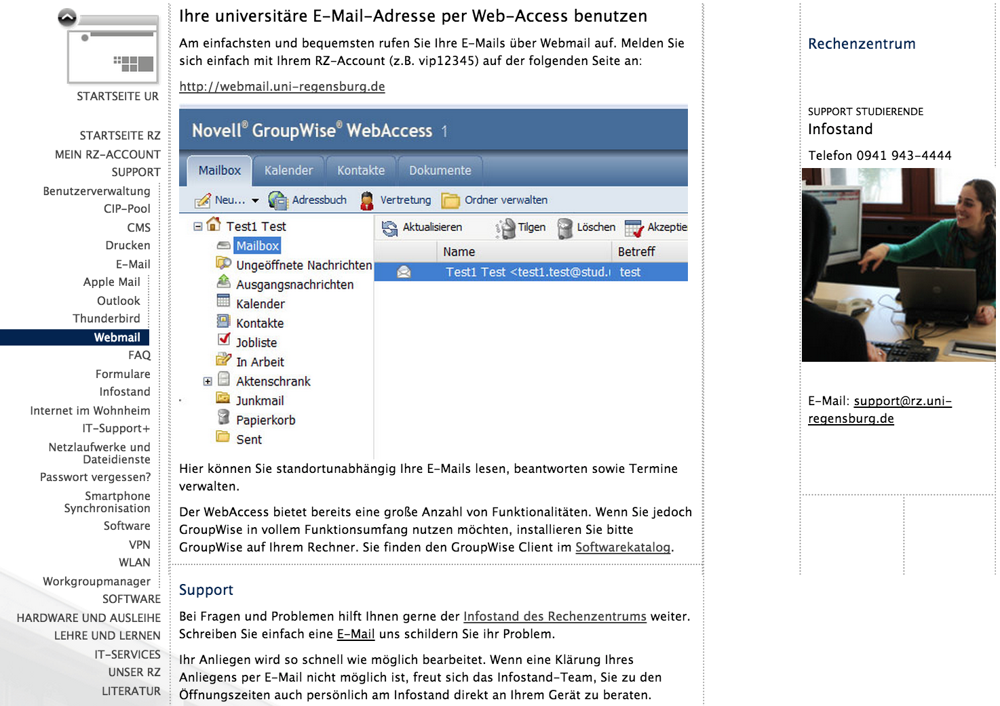 STARTSEITE UR
STARTSEITE RZ
MEIN RZ-ACCOUNT
SUPPORT
Benutzerverwaltung
CIP-Pool
CMS
Drucken
E-Mail
Apple Mail
Outlook
Thunderbird
Webmail
FAQ
Formulare
Infostand
Internet im Wohnheim
IT-Support+
Netzlaufwerke und
Dateidienste
Passwort vergessen?
Smartphone
Synchronisation
Software
VPN
WLAN
Workgroupmanager
SOFTWARE
HARDWARE UND AUSLEIHE
LEHRE UND LERNEN
IT-SERVICES
UNSER RZ
LITERATUR
Ihre universitäre E-Mail-Adresse per Web-Access benutzen
Am einfachsten und bequemsten rufen Sie Ihre E-Mails über Webmail auf. Melden Sie
sich einfach mit Ihrem RZ-Account (z.B. vip12345) auf der folgenden Seite an:
http://webmail.uni-regensburg.de
Novell® GroupWise® WebAccess 1
Mailbox Kalender Kontakte Dokumente
Neu... Adressbuch Vertretung Ordner verwalten
Test1 Test
Mailbox
Ungeöffnete Nachrichten
Ausgangsnachrichten
Kalender
Kontakte
Jobliste
In Arbeit
Aktenschrank
Junkmail
Papierkorb
Sent
Aktualisieren Tilgen Löschen Akzeptie
Name Betreff
Test1 Test <test1.test@stud.u test
Hier können Sie standortunabhängig Ihre E-Mails lesen, beantworten sowie Termine
verwalten.
Der WebAccess bietet bereits eine große Anzahl von Funktionalitäten. Wenn Sie jedoch
GroupWise in vollem Funktionsumfang nutzen möchten, installieren Sie bitte
GroupWise auf Ihrem Rechner. Sie finden den GroupWise Client im Softwarekatalog.
Support
Bei Fragen und Problemen hilft Ihnen gerne der Infostand des Rechenzentrums weiter.
Schreiben Sie einfach eine E-Mail uns schildern Sie ihr Problem.
Ihr Anliegen wird so schnell wie möglich bearbeitet. Wenn eine Klärung Ihres
Anliegens per E-Mail nicht möglich ist, freut sich das Infostand-Team, Sie zu den
Öffnungszeiten auch persönlich am Infostand direkt an Ihrem Gerät zu beraten.
Rechenzentrum
SUPPORT STUDIERENDE
Infostand
Telefon 0941 943-4444
E-Mail: support@rz.uni-
regensburg.de